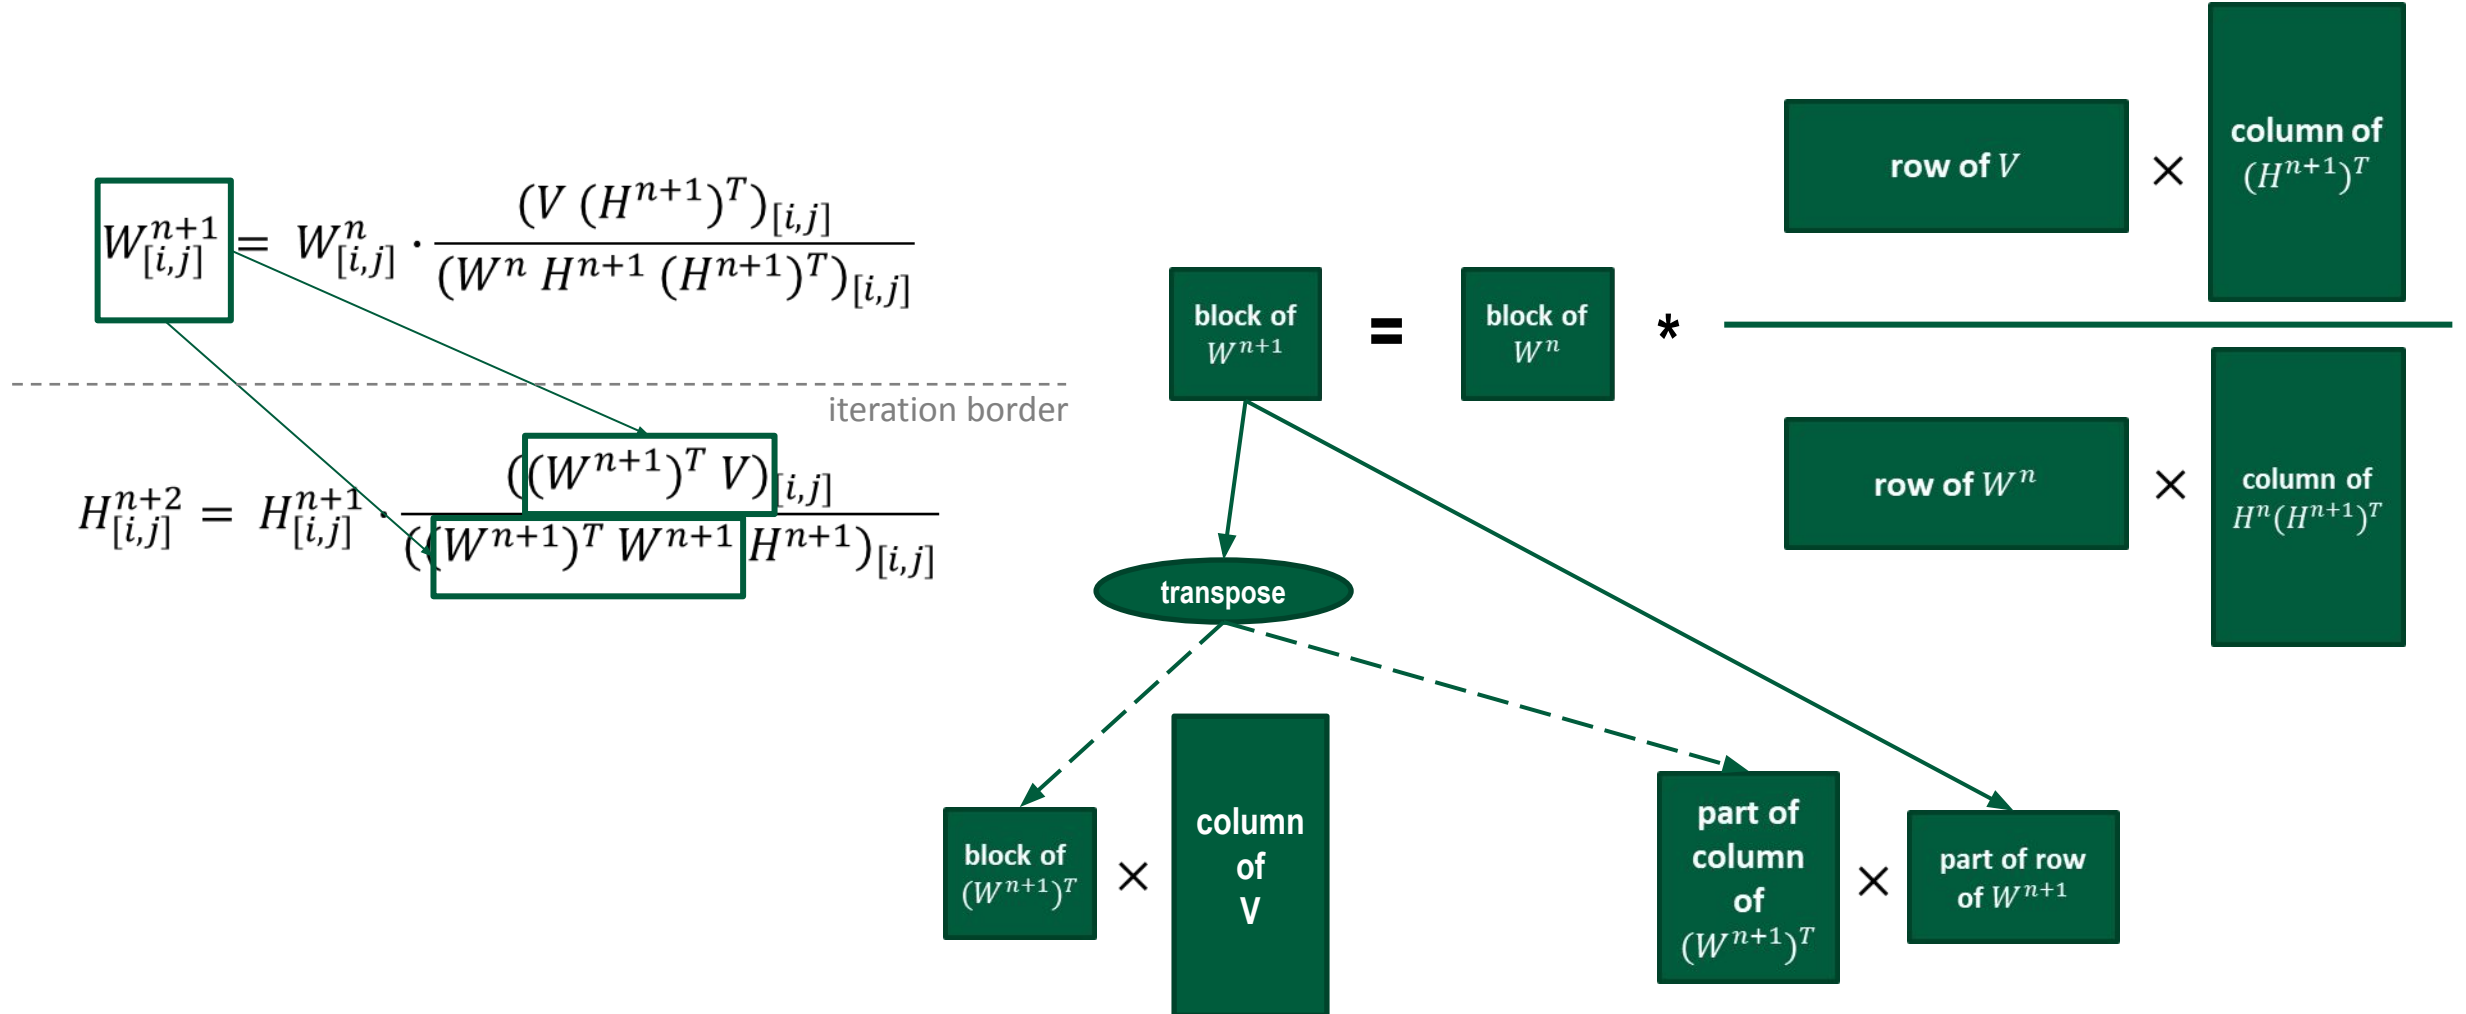 W^{n+1}_{[i,j]} = W^n_{[i,j]} · \frac{(V (H^{n+1})^T)_{[i,j]}}{(W^n H^{n+1} (H^{n+1})^T)_{[i,j]}}
iteration border
H^{n+2}_{[i,j]} = H^{n+1}_{[i,j]} · \frac{((W^{n+1})^T V)_{[i,j]}}{((W^{n+1})^T W^{n+1} H^{n+1})_{[i,j]}}
block of
W^{n+1}
=
block of
W^n
*
row of V
×
column of
(H^{n+1})^T
row of W^n
×
column of
H^n(H^{n+1})^T
transpose
block of
(W^{n+1})^T
×
column
of
V
part of
column
of
(W^{n+1})^T
×
part of row
of W^{n+1}